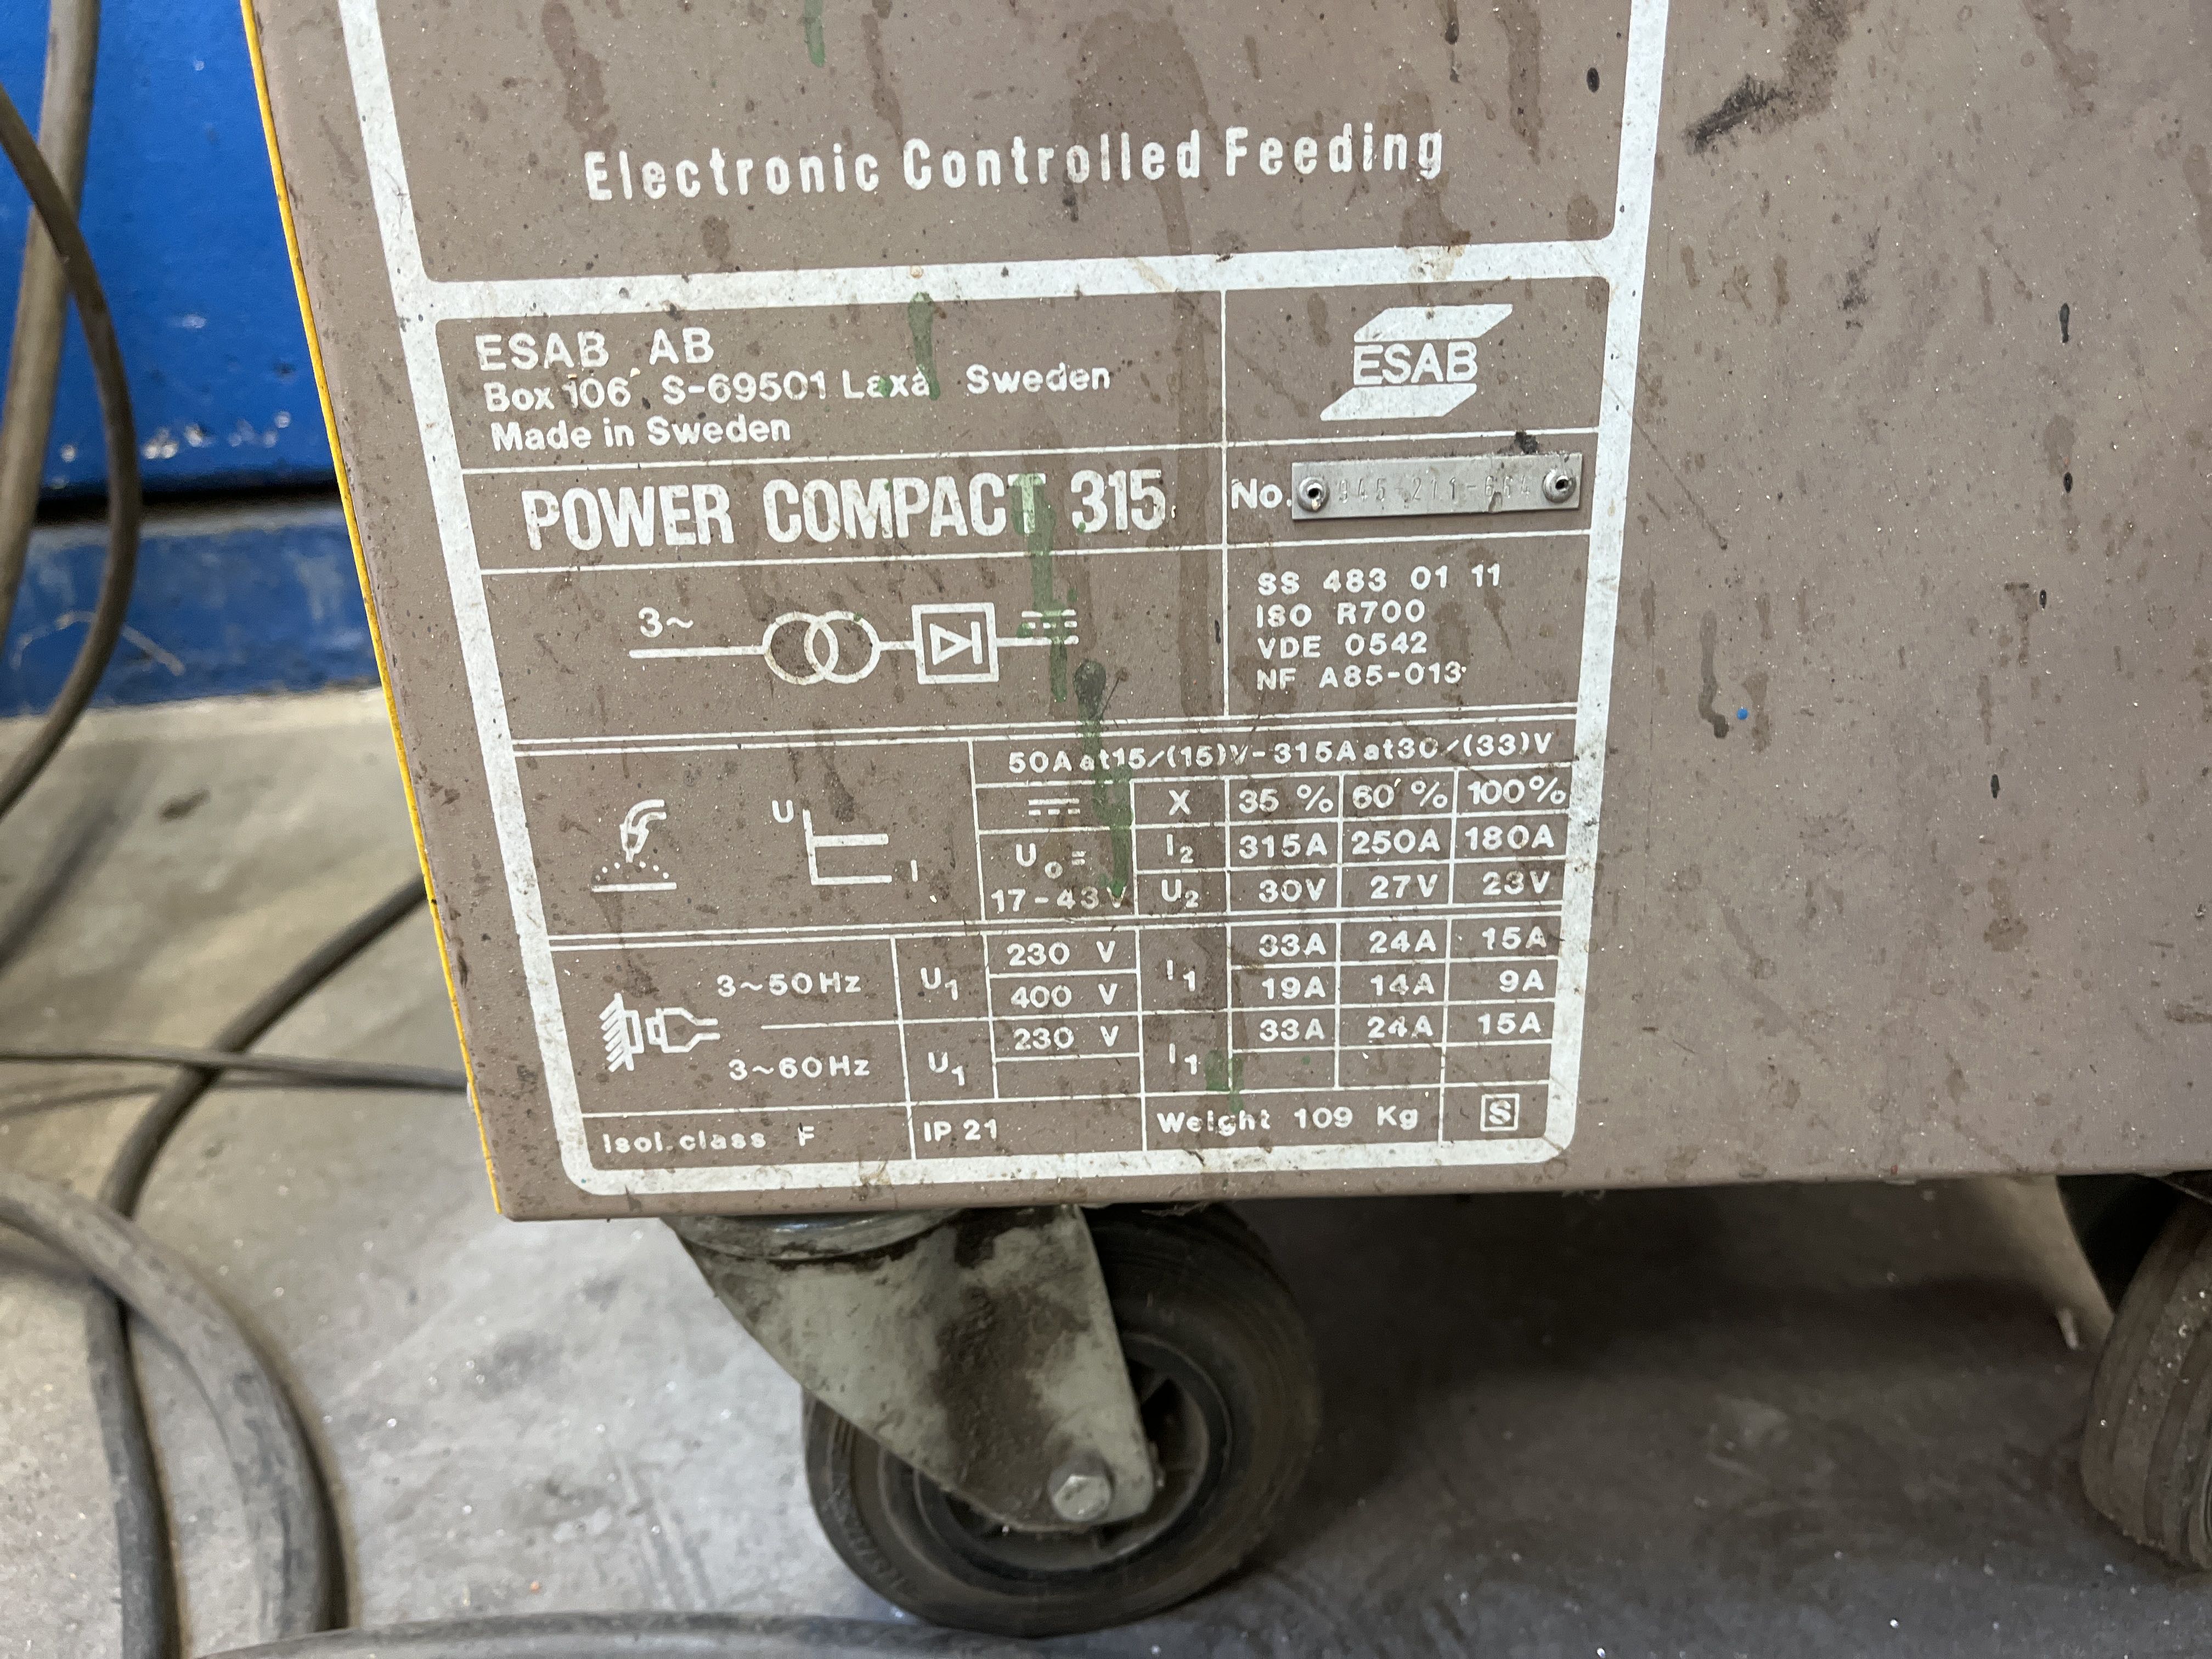 Electronic Controlled Feeding
ESAB AB
Box 106 S-69501 Laxå Sweden
Made in Sweden
ESAB
POWER COMPACT 315
No.
3~
SS 483 01 11
ISO R700
VDE 0542
NF A85-013
50A at 15/(15)V-315A at 30/(33)V
X 35 % 60 % 100%
U I
U0= I2 315A 250A 180A
17-43V U2 30V 27V 23V
3~50Hz U1 230 V I1 33A 24A 15A
400 V 19A 14A 9A
3~60Hz U1 230 V I1 33A 24A 15A
Isol. class F IP 21 Weight 109 Kg S